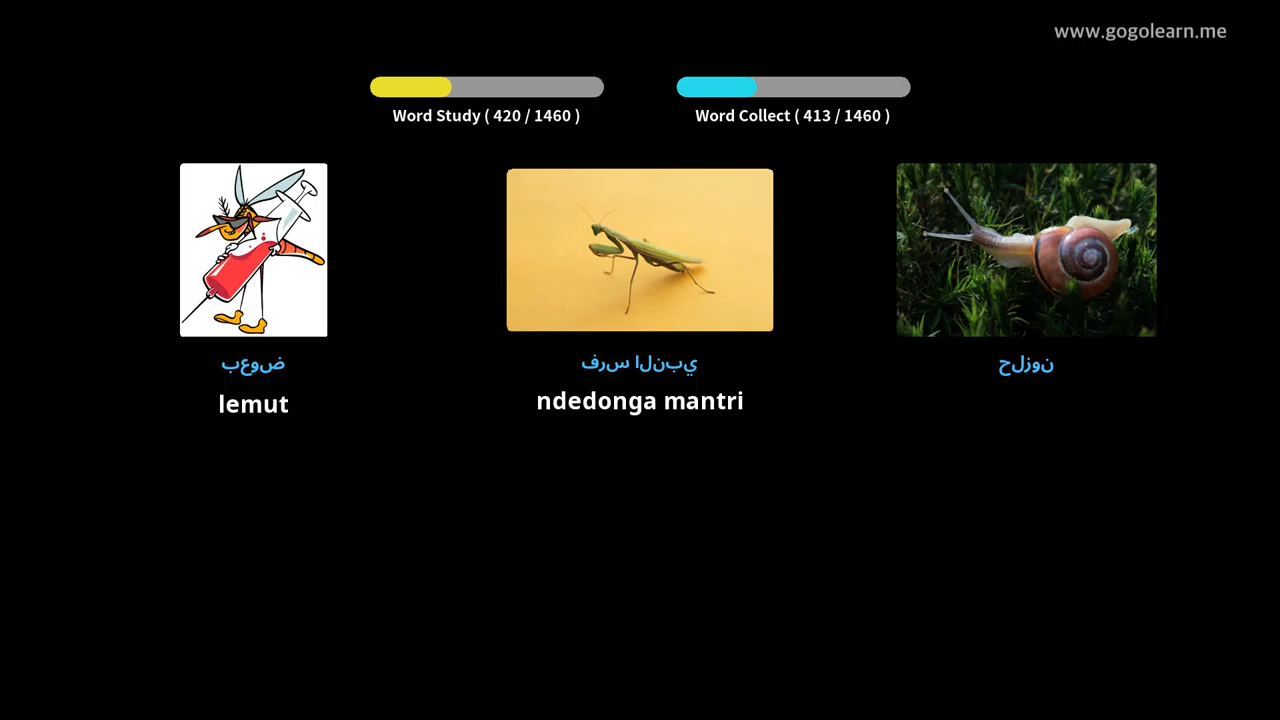 www.gogolearn.me
Word Study ( 420 / 1460 )
Word Collect ( 413 / 1460 )
بعوض
فرس النبي
حلزون
lemut
ndedonga mantri